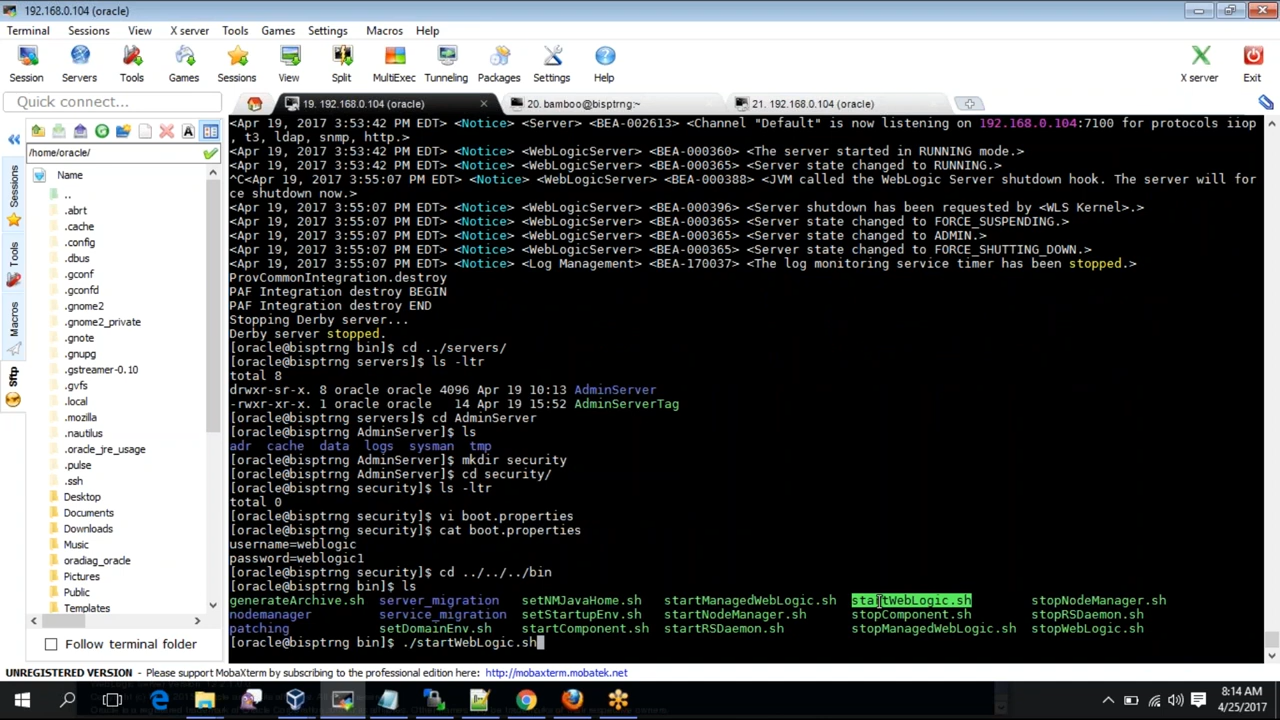 192.168.0.104 (oracle)
Terminal Sessions View X server Tools Games Settings Macros Help
Session Servers Tools Games Sessions View Split MultiExec Tunneling Packages Settings Help X server Exit
Quick connect...
19. 192.168.0.104 (oracle)
20. bamboo@bisptrng:~
21. 192.168.0.104 (oracle)
Sessions
Tools
Macros
Sftp
/home/oracle/
Name
..
.abrt
.cache
.config
.dbus
.gconf
.gconfd
.gnome2
.gnome2_private
.gnote
.gnupg
.gstreamer-0.10
.gvfs
.local
.mozilla
.nautilus
.oracle_jre_usage
.pulse
.ssh
Desktop
Documents
Downloads
Music
oradiag_oracle
Pictures
Public
Templates
Follow terminal folder
<Apr 19, 2017 3:53:42 PM EDT> <Notice> <Server> <BEA-002613> <Channel "Default" is now listening on 192.168.0.104:7100 for protocols iiop
, t3, ldap, snmp, http.>
<Apr 19, 2017 3:53:42 PM EDT> <Notice> <WebLogicServer> <BEA-000360> <The server started in RUNNING mode.>
<Apr 19, 2017 3:53:42 PM EDT> <Notice> <WebLogicServer> <BEA-000365> <Server state changed to RUNNING.>
^C<Apr 19, 2017 3:55:07 PM EDT> <Notice> <WebLogicServer> <BEA-000388> <JVM called the WebLogic Server shutdown hook. The server will for
ce shutdown now.>
<Apr 19, 2017 3:55:07 PM EDT> <Notice> <WebLogicServer> <BEA-000396> <Server shutdown has been requested by <WLS Kernel>.>
<Apr 19, 2017 3:55:07 PM EDT> <Notice> <WebLogicServer> <BEA-000365> <Server state changed to FORCE_SUSPENDING.>
<Apr 19, 2017 3:55:07 PM EDT> <Notice> <WebLogicServer> <BEA-000365> <Server state changed to ADMIN.>
<Apr 19, 2017 3:55:07 PM EDT> <Notice> <WebLogicServer> <BEA-000365> <Server state changed to FORCE_SHUTTING_DOWN.>
<Apr 19, 2017 3:55:07 PM EDT> <Notice> <Log Management> <BEA-170037> <The log monitoring service timer has been stopped.>
ProvCommonIntegration.destroy
PAF Integration destroy BEGIN
PAF Integration destroy END
Stopping Derby server...
Derby server stopped.
[oracle@bisptrng bin]$ cd ../servers/
[oracle@bisptrng servers]$ ls -ltr
total 8
drwxr-sr-x. 8 oracle oracle 4096 Apr 19 10:13 AdminServer
-rwxr-xr-x. 1 oracle oracle 14 Apr 19 15:52 AdminServerTag
[oracle@bisptrng servers]$ cd AdminServer
[oracle@bisptrng AdminServer]$ ls
adr cache data logs sysman tmp
[oracle@bisptrng AdminServer]$ mkdir security
[oracle@bisptrng AdminServer]$ cd security/
[oracle@bisptrng security]$ ls -ltr
total 0
[oracle@bisptrng security]$ vi boot.properties
[oracle@bisptrng security]$ cat boot.properties
username=weblogic
password=weblogic1
[oracle@bisptrng security]$ cd ../../../bin
[oracle@bisptrng bin]$ ls
generateArchive.sh server_migration setNMJavaHome.sh startManagedWebLogic.sh startWebLogic.sh stopNodeManager.sh
nodemanager service_migration setStartupEnv.sh startNodeManager.sh stopComponent.sh stopRSDaemon.sh
patching setDomainEnv.sh startComponent.sh startRSDaemon.sh stopManagedWebLogic.sh stopWebLogic.sh
[oracle@bisptrng bin]$ ./startWebLogic.sh
UNREGISTERED VERSION - Please support MobaXterm by subscribing to the professional edition here: http://mobaxterm.mobatek.net
8:14 AM
4/25/2017